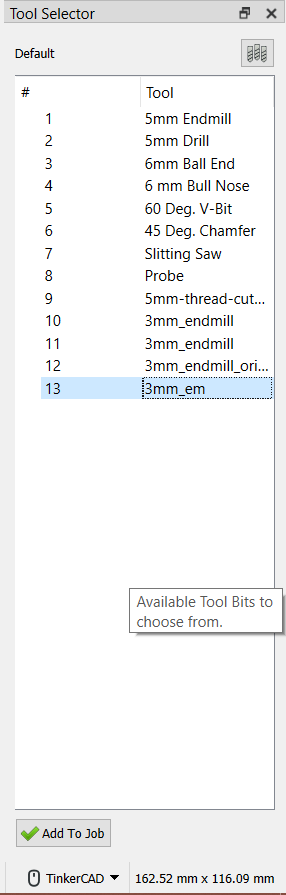 Tool Selector
Default
# Tool
1 5mm Endmill
2 5mm Drill
3 6mm Ball End
4 6 mm Bull Nose
5 60 Deg. V-Bit
6 45 Deg. Chamfer
7 Slitting Saw
8 Probe
9 5mm-thread-cut...
10 3mm_endmill
11 3mm_endmill
12 3mm_endmill_ori...
13 3mm_em
Available Tool Bits to
choose from.
Add To Job
TinkerCAD 162.52 mm x 116.09 mm